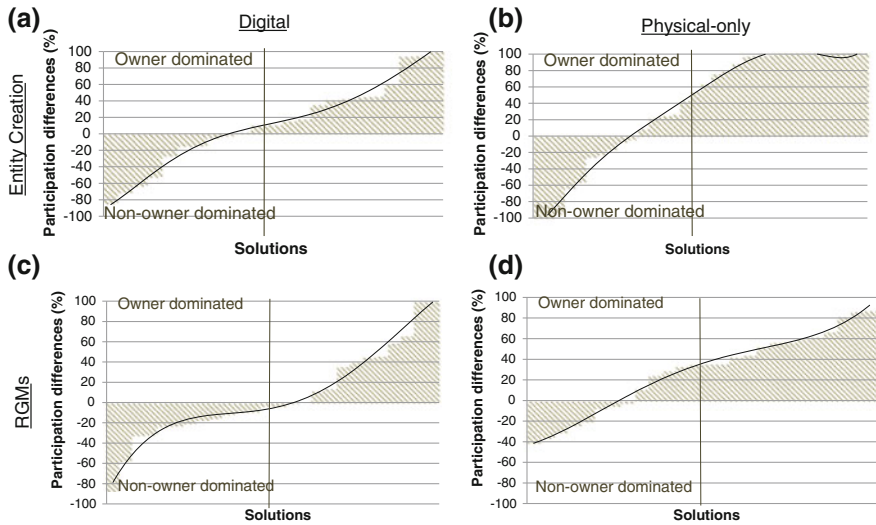 (a)
Digital
(b)
Physical-only
Entity Creation
Participation differences (%)
100
80
60
40
20
0
-20
-40
-60
-80
-100
Owner dominated
Non-owner dominated
Solutions
Participation differences (%)
100
80
60
40
20
0
-20
-40
-60
-80
-100
Owner dominated
Non-owner dominated
Solutions
(c)
(d)
RGMs
Participation differences (%)
100
80
60
40
20
0
-20
-40
-60
-80
-100
Owner dominated
Non-owner dominated
Solutions
Participation differences (%)
100
80
60
40
20
0
-20
-40
-60
-80
-100
Owner dominated
Non-owner dominated
Solutions